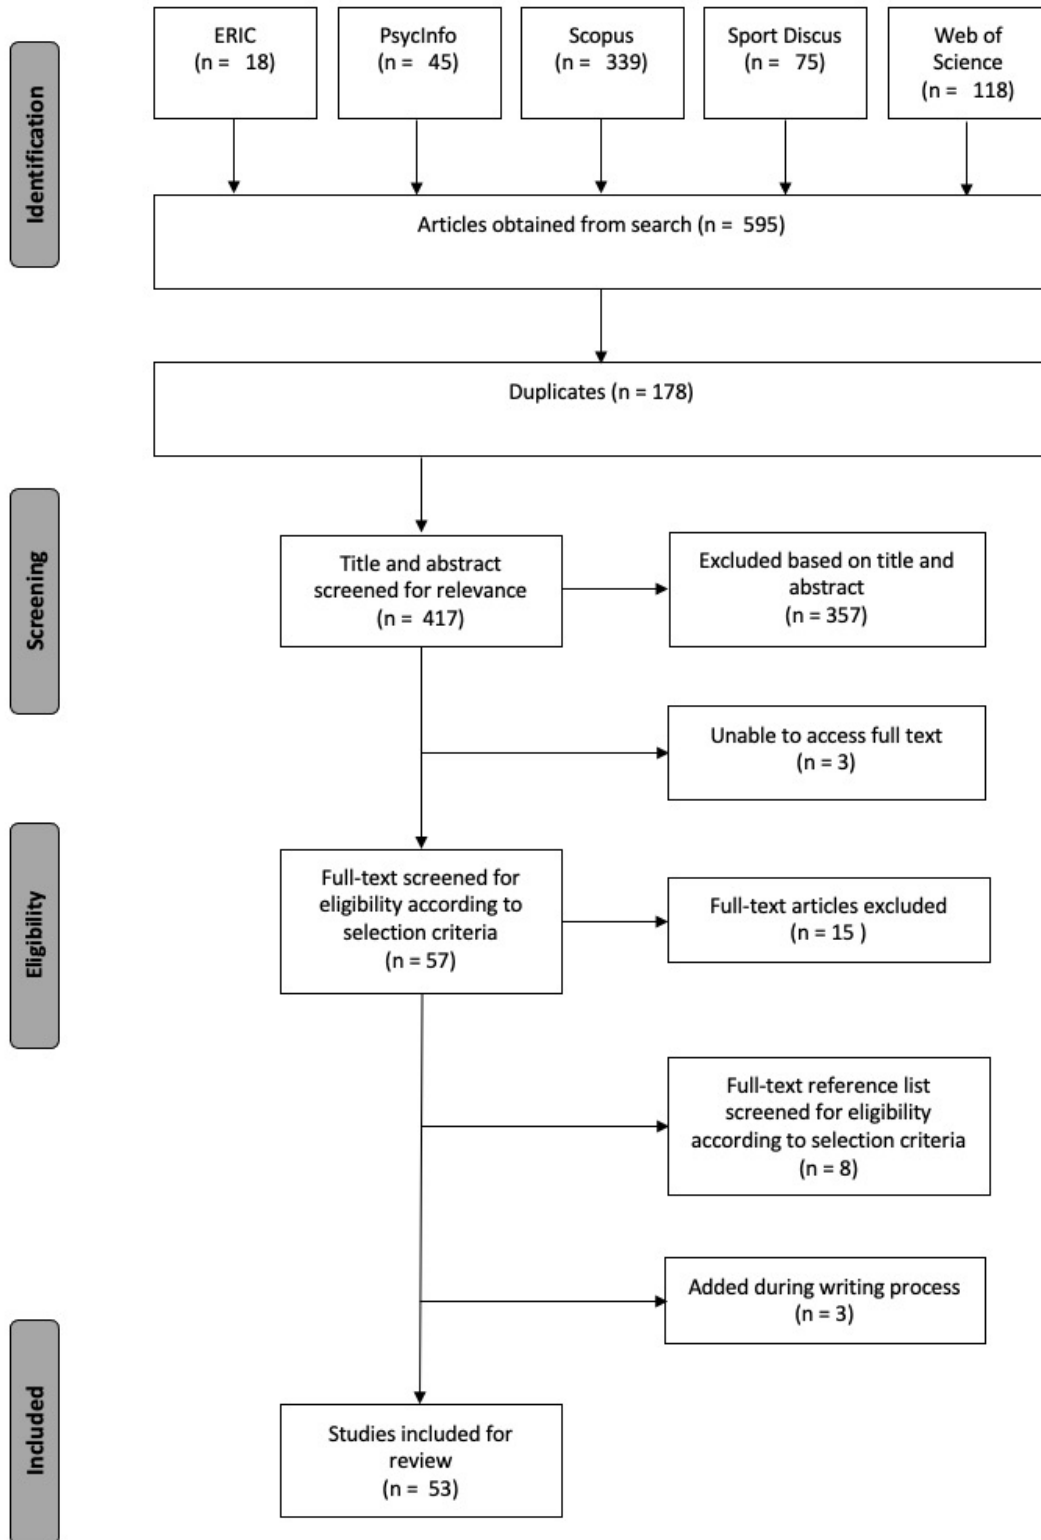 Identification
ERIC
(n = 18)
PsycInfo
(n = 45)
Scopus
(n = 339)
Sport Discus
(n = 75)
Web of
Science
(n = 118)
Articles obtained from search (n = 595)
Duplicates (n = 178)
Screening
Title and abstract
screened for relevance
(n = 417)
Excluded based on title and
abstract
(n = 357)
Unable to access full text
(n = 3)
Eligibility
Full-text screened for
eligibility according to
selection criteria
(n = 57)
Full-text articles excluded
(n = 15 )
Full-text reference list
screened for eligibility
according to selection criteria
(n = 8)
Added during writing process
(n = 3)
Included
Studies included for
review
(n = 53)